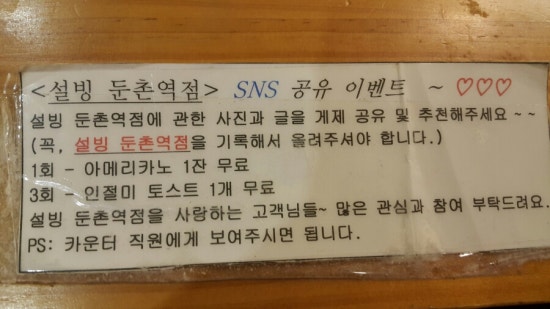 <설빙 둔촌역점> SNS 공유 이벤트 ~ ♡♡♡
설빙 둔촌역점에 관한 사진과 글을 게제 공유 및 추천해주세요~~
(꼭, 설빙 둔촌역점을 기록해서 올려주셔야 합니다.)
1회 - 아메리카노 1잔 무료
3회 - 인절미 토스트 1개 무료
설빙 둔촌역점을 사랑하는 고객님들~ 많은 관심과 참여 부탁드려요.
PS: 카운터 직원에게 보여주시면 됩니다.